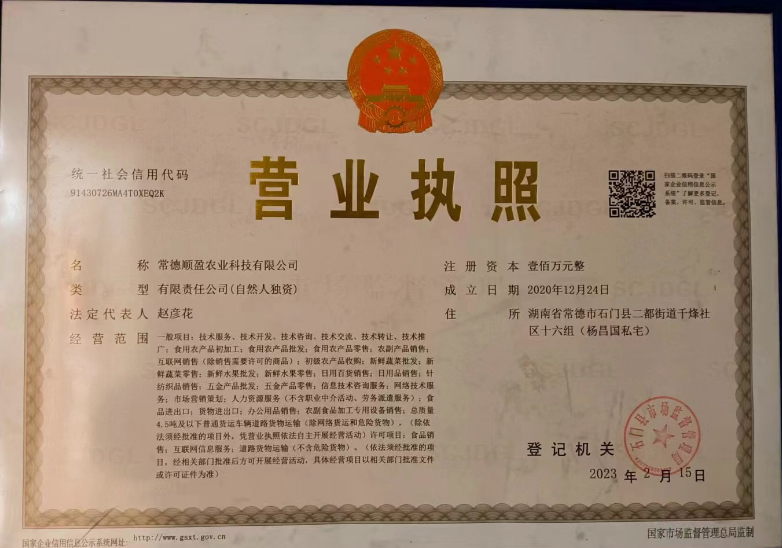 统一社会信用代码
91430726MA4T0XEQ2K
营业执照
扫描二维码登录“国
家企业信用信息公示
系统”了解更多登记、
备案、许可、监管信息。
名称 常德顺盈农业科技有限公司
类型 有限责任公司(自然人独资)
法定代表人 赵彦花
经营范围 一般项目：技术服务、技术开发、技术咨询、技术交流、技术转让、技术推
广；食用农产品初加工；食用农产品批发；食用农产品零售；农副产品销售；
互联网销售（除销售需要许可的商品）；初级农产品收购；新鲜蔬菜批发；新
鲜蔬菜零售；新鲜水果批发；新鲜水果零售；日用百货销售；日用品销售；针
纺织品销售；五金产品批发；五金产品零售；信息技术咨询服务；网络技术服
务；市场营销策划；人力资源服务（不含职业中介活动、劳务派遣服务）；食
品进出口；货物进出口；办公用品销售；农副食品加工专用设备销售；总质量
4.5吨及以下普通货运车辆道路货物运输（除网络货运和危险货物）。（除依
法须经批准的项目外，凭营业执照依法自主开展经营活动）许可项目：食品销
售；互联网信息服务；道路货物运输（不含危险货物）。（依法须经批准的项
目，经相关部门批准后方可开展经营活动，具体经营项目以相关部门批准文件
或许可证件为准）
注册资本 壹佰万元整
成立日期 2020年12月24日
住所 湖南省常德市石门县二都街道千烽社
区十六组（杨昌国私宅）
登记机关
石门县市场监督管理局
2023年2月15日
国家企业信用信息公示系统网址：http://www.gsxt.gov.cn
国家市场监督管理总局监制